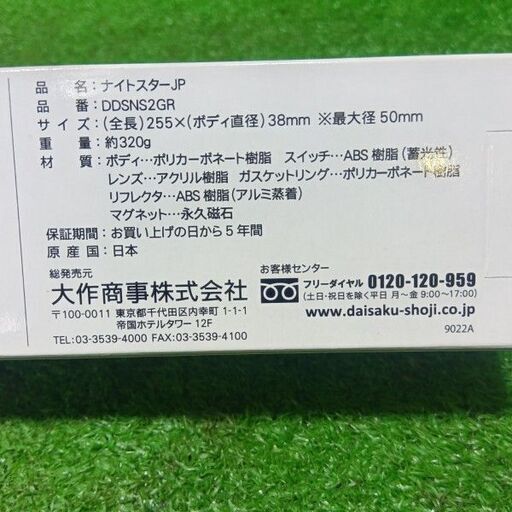 品 名：ナイトスターJP
品 番：DDSNS2GR
サ イ ズ：(全長) 255×(ボディ直径) 38mm ※最大径 50mm
重 量：約320g
材 質：ボディ…ポリカーボネート樹脂 スイッチ…ABS 樹脂 (蓄光性)
レンズ…アクリル樹脂 ガスケットリング…ポリカーボネート樹脂
リフレクタ…ABS 樹脂 (アルミ蒸着)
マグネット…永久磁石
保証期間：お買い上げの日から 5 年間
原 産 国：日本
総発売元
大作商事株式会社
〒100-0011 東京都千代田区内幸町 1-1-1
帝国ホテルタワー 12F
TEL:03-3539-4000 FAX:03-3539-4100
お客様センター
フリーダイヤル 0120-120-959
(土日・祝日を除く平日 月～金 9:00～17:00)
www.daisaku-shoji.co.jp
9022A